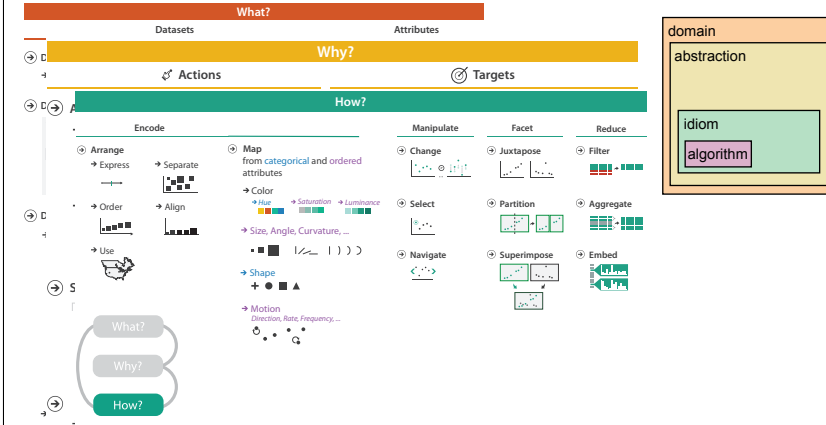 What?
Datasets
Attributes
Why?
Actions
Targets
How?
Encode
Manipulate
Facet
Reduce
Arrange
Express
Separate
Order
Align
Use
Map
from categorical and ordered
attributes
Color
Hue
Saturation
Luminance
Size, Angle, Curvature, ...
Shape
Motion
Direction, Rate, Frequency, ...
Change
Select
Navigate
Juxtapose
Partition
Superimpose
Filter
Aggregate
Embed
What?
Why?
How?
D
D
D
A
S
domain
abstraction
idiom
algorithm